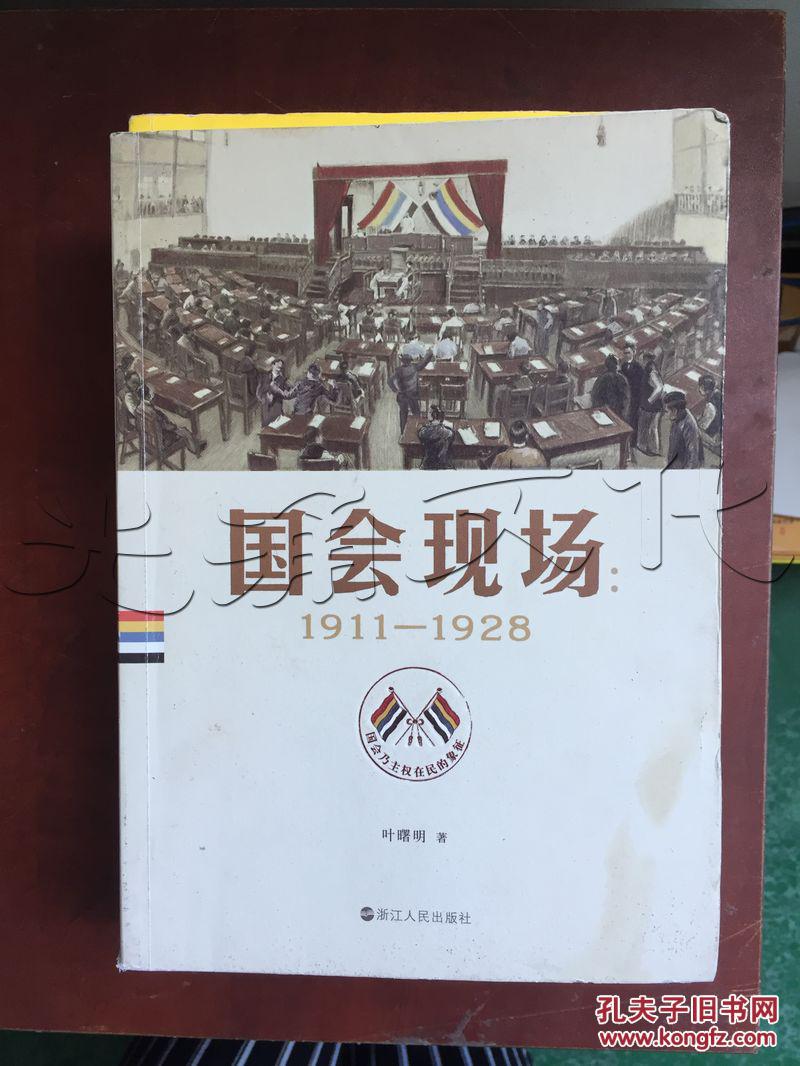 国会现场:
1911—1928
国会乃主权在民的象征
叶曙明 著
浙江人民出版社
孔夫子旧书网
www.kongfz.com